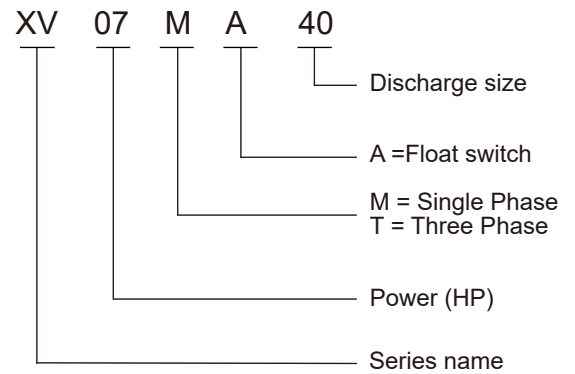 XV 07 M A 40
Discharge size
A =Float switch
M = Single Phase
T = Three Phase
Power (HP)
Series name